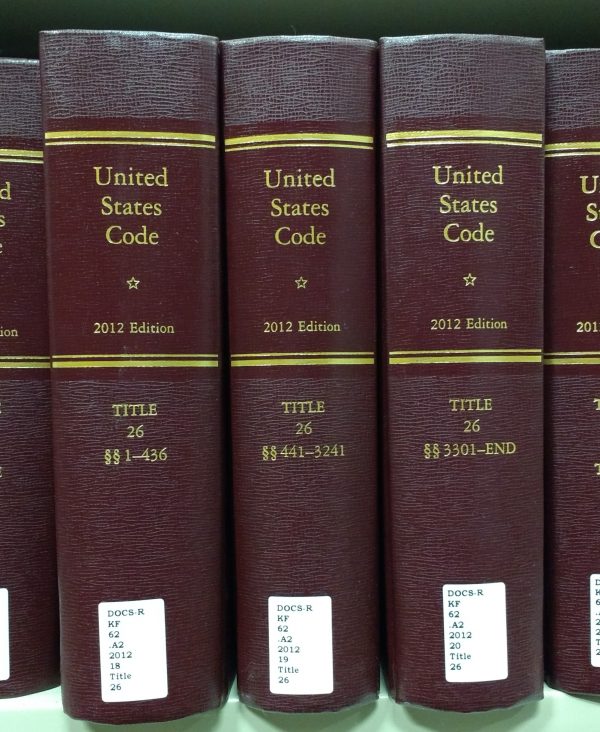 United
States
Code
2012 Edition
TITLE
26
§§ 1–436
DOCS-R
KF
62
.A2
2012
18
Title
26
United
States
Code
2012 Edition
TITLE
26
§§ 441–3241
DOCS-R
KF
62
.A2
2012
19
Title
26
United
States
Code
2012 Edition
TITLE
26
§§ 3301–END
DOCS-R
KF
62
.A2
2012
20
Title
26